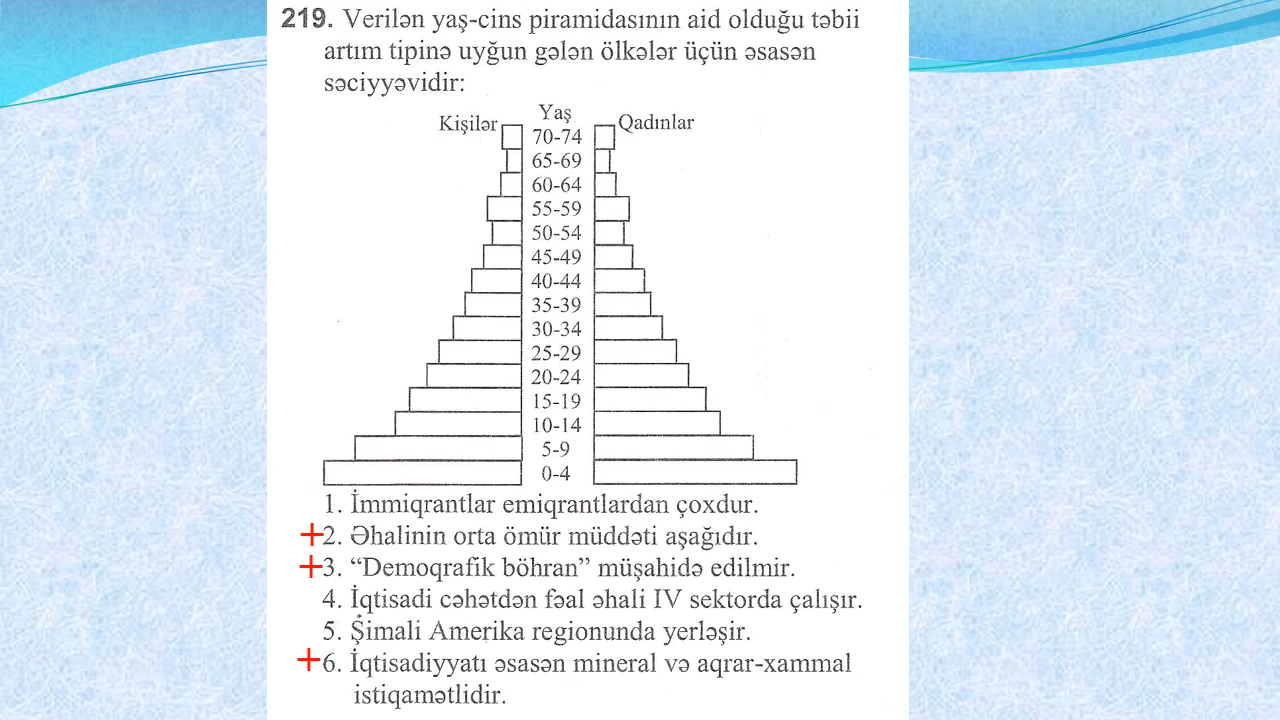 219. Verilən yaş-cins piramidasının aid olduğu təbii
artım tipinə uyğun gələn ölkələr üçün əsasən
səciyyəvidir:
Yaş
Kişilər
Qadınlar
70-74
65-69
60-64
55-59
50-54
45-49
40-44
35-39
30-34
25-29
20-24
15-19
10-14
5-9
0-4
1. İmmiqrantlar emiqrantlardan çoxdur.
+2. Əhalinin orta ömür müddəti aşağıdır.
+3. “Demoqrafik böhran” müşahidə edilmir.
4. İqtisadi cəhətdən fəal əhali IV sektorda çalışır.
5. Şimali Amerika regionunda yerləşir.
+6. İqtisadiyyatı əsasən mineral və aqrar-xammal
istiqamətlidir.